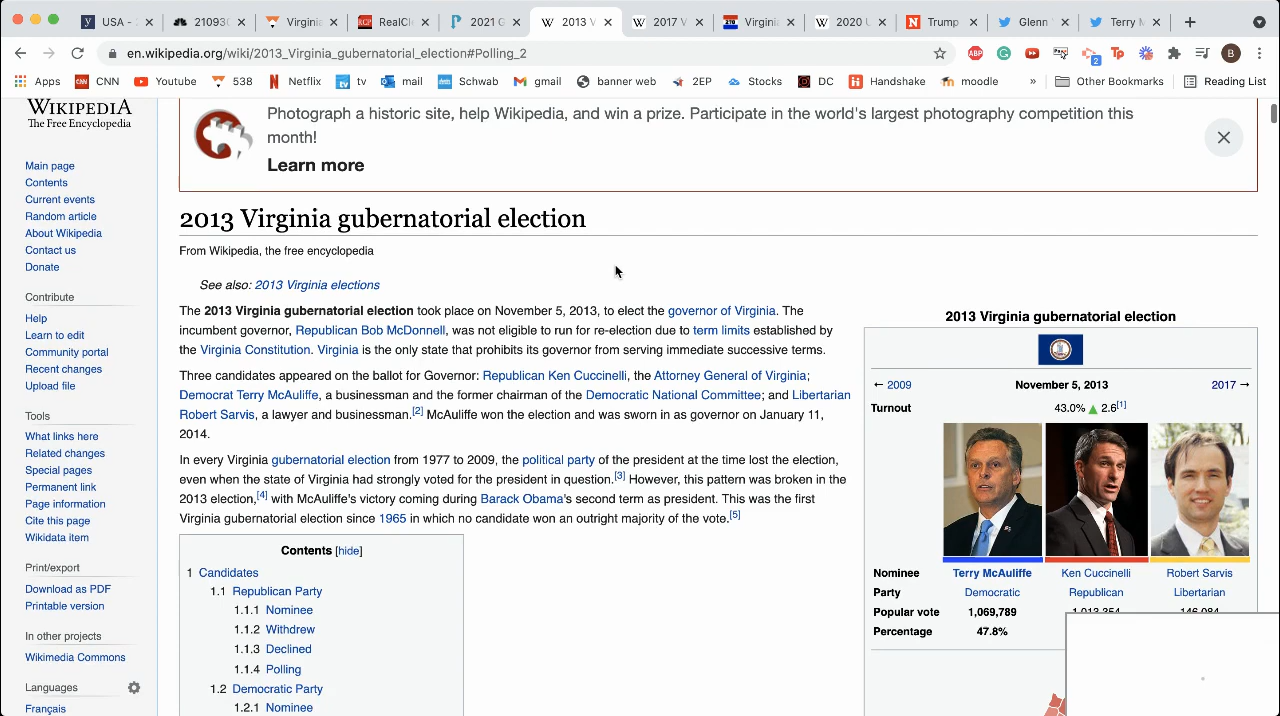 USA -
21093
Virginia
RealCle
2021 G
2013 V
2017 V
Virginia
2020 U
Trump
Glenn
Terry M
en.wikipedia.org/wiki/2013_Virginia_gubernatorial_election#Polling_2
Apps CNN Youtube 538 Netflix tv mail Schwab gmail banner web 2EP Stocks DC Handshake moodle » Other Bookmarks Reading List
WIKIPEDIA
The Free Encyclopedia
Main page
Contents
Current events
Random article
About Wikipedia
Contact us
Donate
Contribute
Help
Learn to edit
Community portal
Recent changes
Upload file
Tools
What links here
Related changes
Special pages
Permanent link
Page information
Cite this page
Wikidata item
Print/export
Download as PDF
Printable version
In other projects
Wikimedia Commons
Languages
Français
Photograph a historic site, help Wikipedia, and win a prize. Participate in the world's largest photography competition this
month!
Learn more
2013 Virginia gubernatorial election
From Wikipedia, the free encyclopedia
See also: 2013 Virginia elections
The 2013 Virginia gubernatorial election took place on November 5, 2013, to elect the governor of Virginia. The
incumbent governor, Republican Bob McDonnell, was not eligible to run for re-election due to term limits established by
the Virginia Constitution. Virginia is the only state that prohibits its governor from serving immediate successive terms.
Three candidates appeared on the ballot for Governor: Republican Ken Cuccinelli, the Attorney General of Virginia;
Democrat Terry McAuliffe, a businessman and the former chairman of the Democratic National Committee; and Libertarian
Robert Sarvis, a lawyer and businessman.[2] McAuliffe won the election and was sworn in as governor on January 11,
2014.
In every Virginia gubernatorial election from 1977 to 2009, the political party of the president at the time lost the election,
even when the state of Virginia had strongly voted for the president in question.[3] However, this pattern was broken in the
2013 election,[4] with McAuliffe's victory coming during Barack Obama's second term as president. This was the first
Virginia gubernatorial election since 1965 in which no candidate won an outright majority of the vote.[5]
Contents [hide]
1 Candidates
1.1 Republican Party
1.1.1 Nominee
1.1.2 Withdrew
1.1.3 Declined
1.1.4 Polling
1.2 Democratic Party
1.2.1 Nominee
2013 Virginia gubernatorial election
← 2009 November 5, 2013 2017 →
Turnout 43.0% ▲ 2.6[1]
Nominee Terry McAuliffe Ken Cuccinelli Robert Sarvis
Party Democratic Republican Libertarian
Popular vote 1,069,789 1,013,354 146,084
Percentage 47.8%